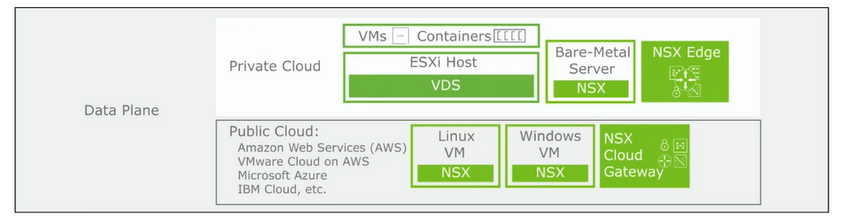 Data Plane
Private Cloud
VMs Containers
ESXi Host
VDS
Bare-Metal
Server
NSX
NSX Edge
Public Cloud:
Amazon Web Services (AWS)
VMware Cloud on AWS
Microsoft Azure
IBM Cloud, etc.
Linux
VM
NSX
Windows
VM
NSX
NSX
Cloud
Gateway